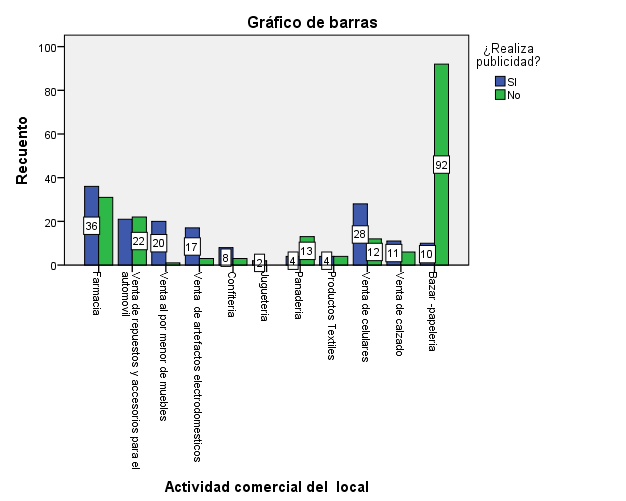 Gráfico de barras
¿Realiza
publicidad?
SI
No
Recuento
100
80
60
40
20
0
36
22
20
17
8
2
4
13
4
28
12
11
10
92
Farmacia
Venta de repuestos y accesorios para el
automovil
Venta al por menor de muebles
Venta de artefactos electrodomesticos
Confiteria
Jugueteria
Panaderia
Productos Textiles
Venta de celulares
Venta de calzado
Bazar -papeleria
Actividad comercial del local